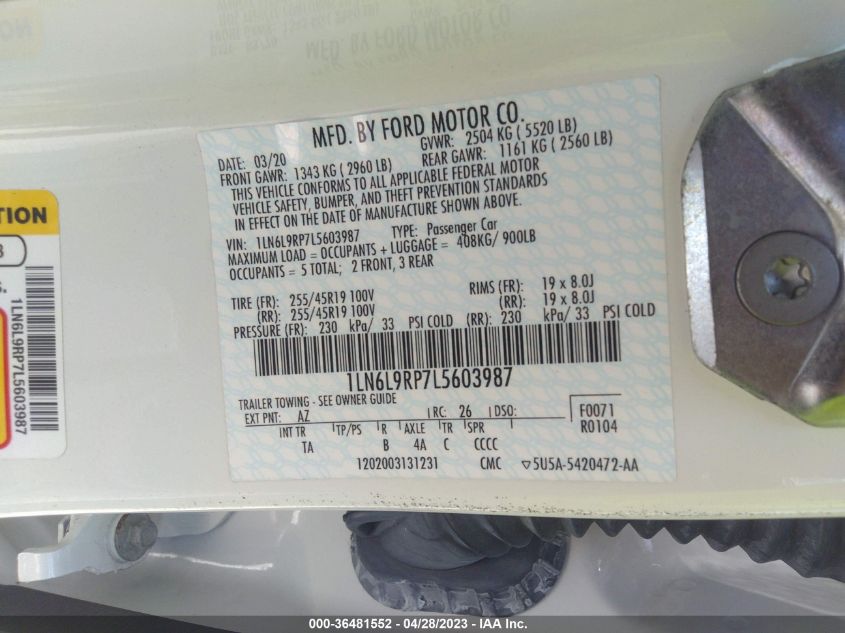 MFD. BY FORD MOTOR CO.
DATE: 03/20 GVWR: 2504 KG ( 5520 LB)
FRONT GAWR: 1343 KG ( 2960 LB) REAR GAWR: 1161 KG ( 2560 LB)
THIS VEHICLE CONFORMS TO ALL APPLICABLE FEDERAL MOTOR
VEHICLE SAFETY, BUMPER, AND THEFT PREVENTION STANDARDS
IN EFFECT ON THE DATE OF MANUFACTURE SHOWN ABOVE.
VIN: 1LN6L9RP7L5603987 TYPE: Passenger Car
MAXIMUM LOAD = OCCUPANTS + LUGGAGE = 408KG/ 900LB
OCCUPANTS = 5 TOTAL; 2 FRONT, 3 REAR
TIRE (FR): 255/45R19 100V RIMS (FR): 19 x 8.0J
(RR): 255/45R19 100V (RR): 19 x 8.0J
PRESSURE (FR): 230 kPa/ 33 PSI COLD (RR): 230 kPa/ 33 PSI COLD
1LN6L9RP7L5603987
TRAILER TOWING - SEE OWNER GUIDE
EXT PNT: AZ RC: 26 DSO: F0071
INT TR TP/PS R AXLE TR SPR R0104
TA B 4A C CCCC
1202003131231 CMC ▽5U5A-5420472-AA
TION
1LN6L9RP7L5603987
000-36481552 / 04/28/2023 - IAA Inc.